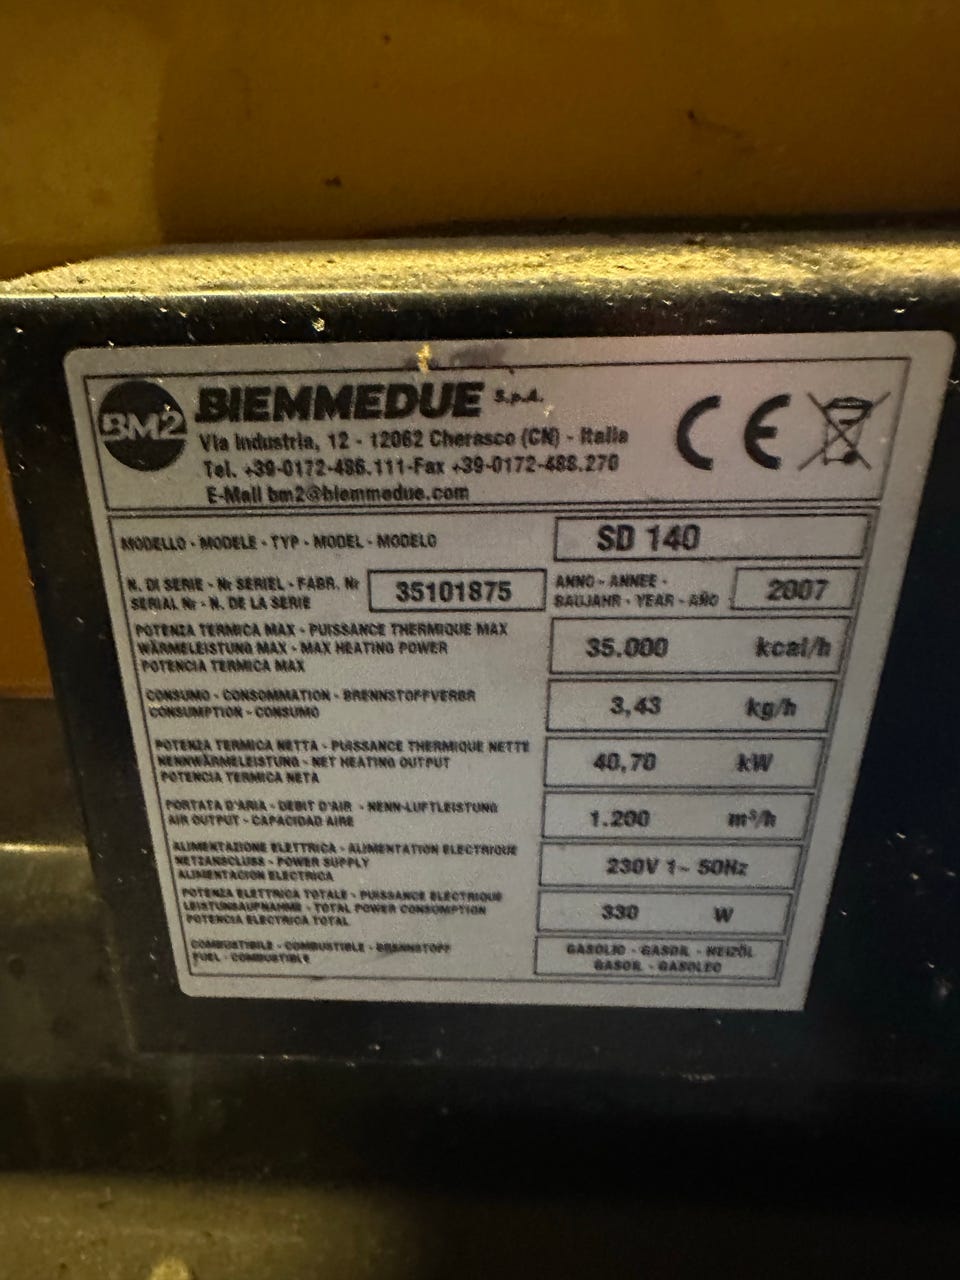 BM2 BIEMMEDUE S.p.A.
Via Industria, 12 - 12062 Cherasco (CN) - Italia
Tel. +39-0172-486.111-Fax +39-0172-488.270
E-Mail bm2@biemmedue.com
CE
MODELLO - MODELE - TYP - MODEL - MODELO
SD 140
N. DI SERIE - Nr SERIEL - FABR. Nr
SERIAL Nr - N. DE LA SERIE
35101875
ANNO - ANNEE -
BAUJAHR - YEAR - AÑO
2007
POTENZA TERMICA MAX - PUISSANCE THERMIQUE MAX
WÄRMELEISTUNG MAX - MAX HEATING POWER
POTENCIA TERMICA MAX
35.000 kcal/h
CONSUMO - CONSOMMATION - BRENNSTOFFVERBR
CONSUMPTION - CONSUMO
3,43 kg/h
POTENZA TERMICA NETTA - PUISSANCE THERMIQUE NETTE
NENNWÄRMELEISTUNG - NET HEATING OUTPUT
POTENCIA TERMICA NETA
40,70 kW
PORTATA D'ARIA - DEBIT D'AIR - NENN-LUFTLEISTUNG
AIR OUTPUT - CAPACIDAD AIRE
1.200 m³/h
ALIMENTAZIONE ELETTRICA - ALIMENTATION ELECTRIQUE
NETZANSCLUSS - POWER SUPPLY
ALIMENTACION ELECTRICA
230V 1~ 50Hz
POTENZA ELETTRICA TOTALE - PUISSANCE ELECTRIQUE
LEISTUNSAUFNAHME - TOTAL POWER CONSUMPTION
POTENCIA ELECTRICA TOTAL
330 W
COMBUSTIBILE - COMBUSTIBLE - BRENNSTOFF
FUEL - COMBUSTIBLE
GASOLIO - GASOIL - HEIZÖL
GASOIL - GASOLEO